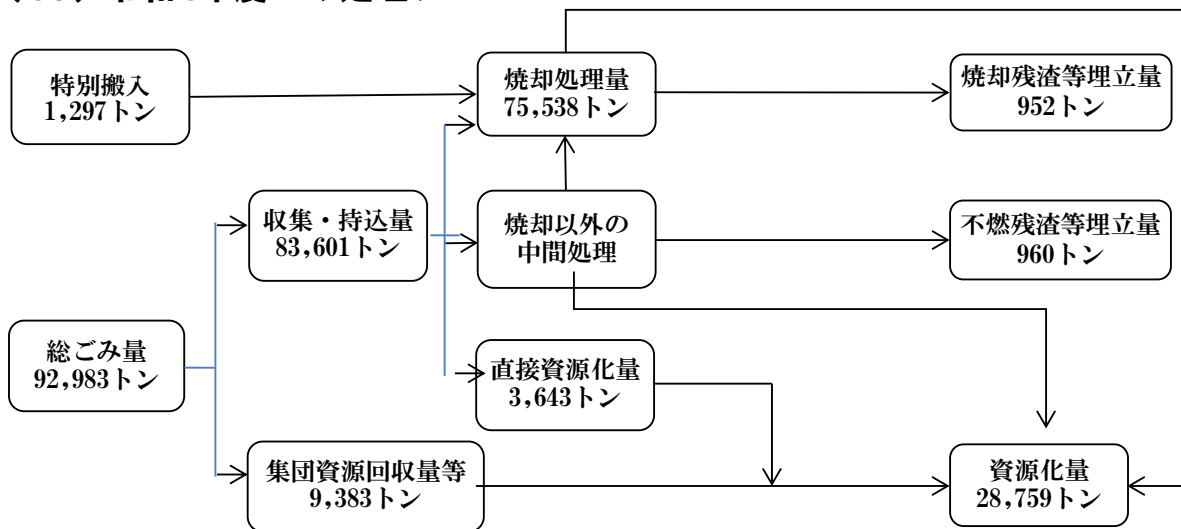 特別搬入
1,297トン
焼却処理量
75,538トン
焼却残渣等埋立量
952トン
収集・持込量
83,601トン
焼却以外の
中間処理
不燃残渣等埋立量
960トン
総ごみ量
92,983トン
直接資源化量
3,643トン
集団資源回収量等
9,383トン
資源化量
28,759トン